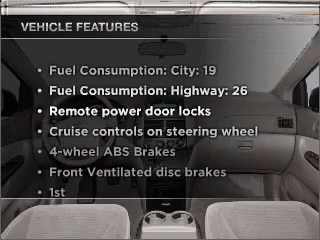 VEHICLE FEATURES
• Fuel Consumption: City: 19
• Fuel Consumption: Highway: 26
• Remote power door locks
• Cruise controls on steering wheel
• 4-wheel ABS Brakes
• Front Ventilated disc brakes
• 1st